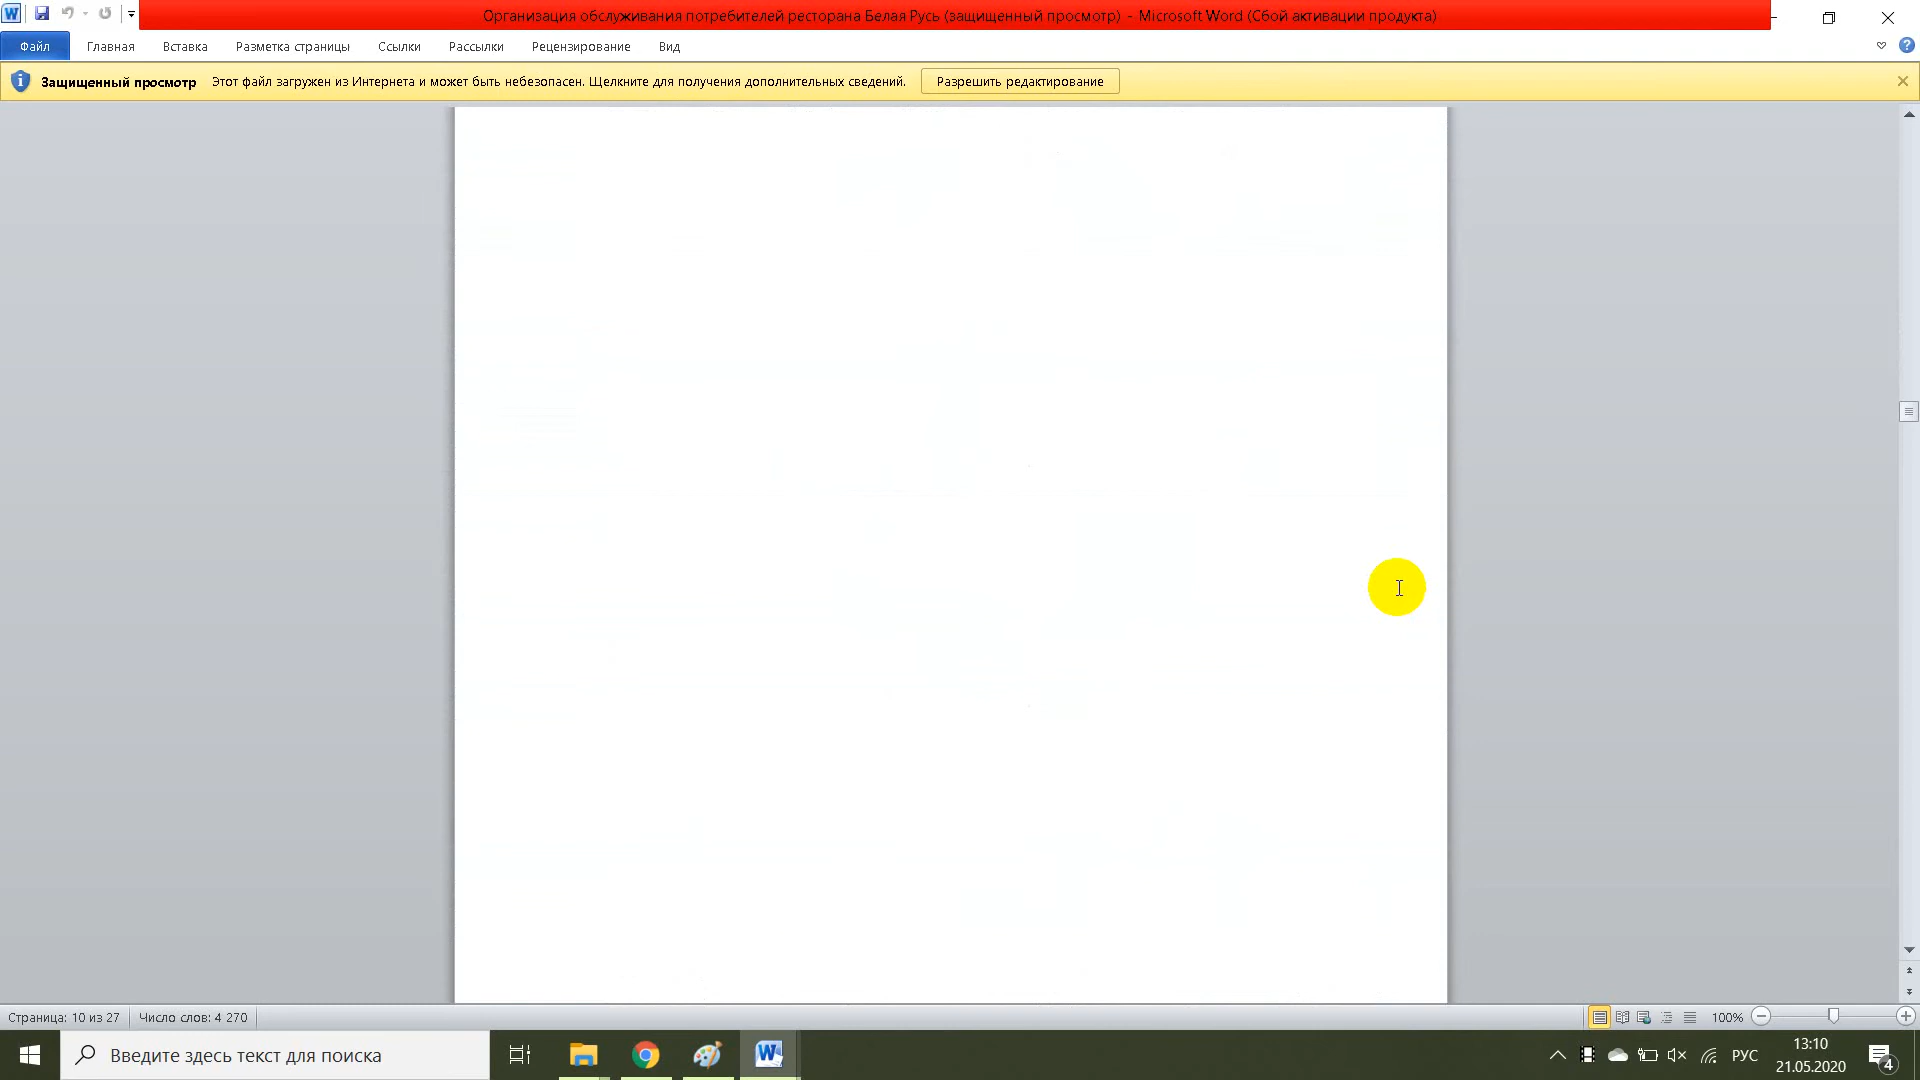 Организация обслуживания потребителей ресторана Белая Русь (защищенный просмотр) - Microsoft Word (Сбой активации продукта)
Файл Главная Вставка Разметка страницы Ссылки Рассылки Рецензирование Вид
Защищенный просмотр Этот файл загружен из Интернета и может быть небезопасен. Щелкните для получения дополнительных сведений. Разрешить редактирование
Страница: 10 из 27 Число слов: 4 270 100%
Введите здесь текст для поиска РУС 13:10
21.05.2020 4